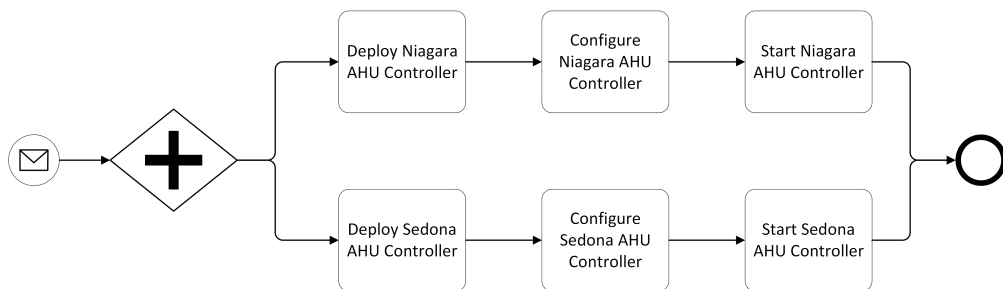 Deploy Niagara
AHU Controller
Configure
Niagara AHU
Controller
Start Niagara
AHU Controller
Deploy Sedona
AHU Controller
Configure
Sedona AHU
Controller
Start Sedona
AHU Controller